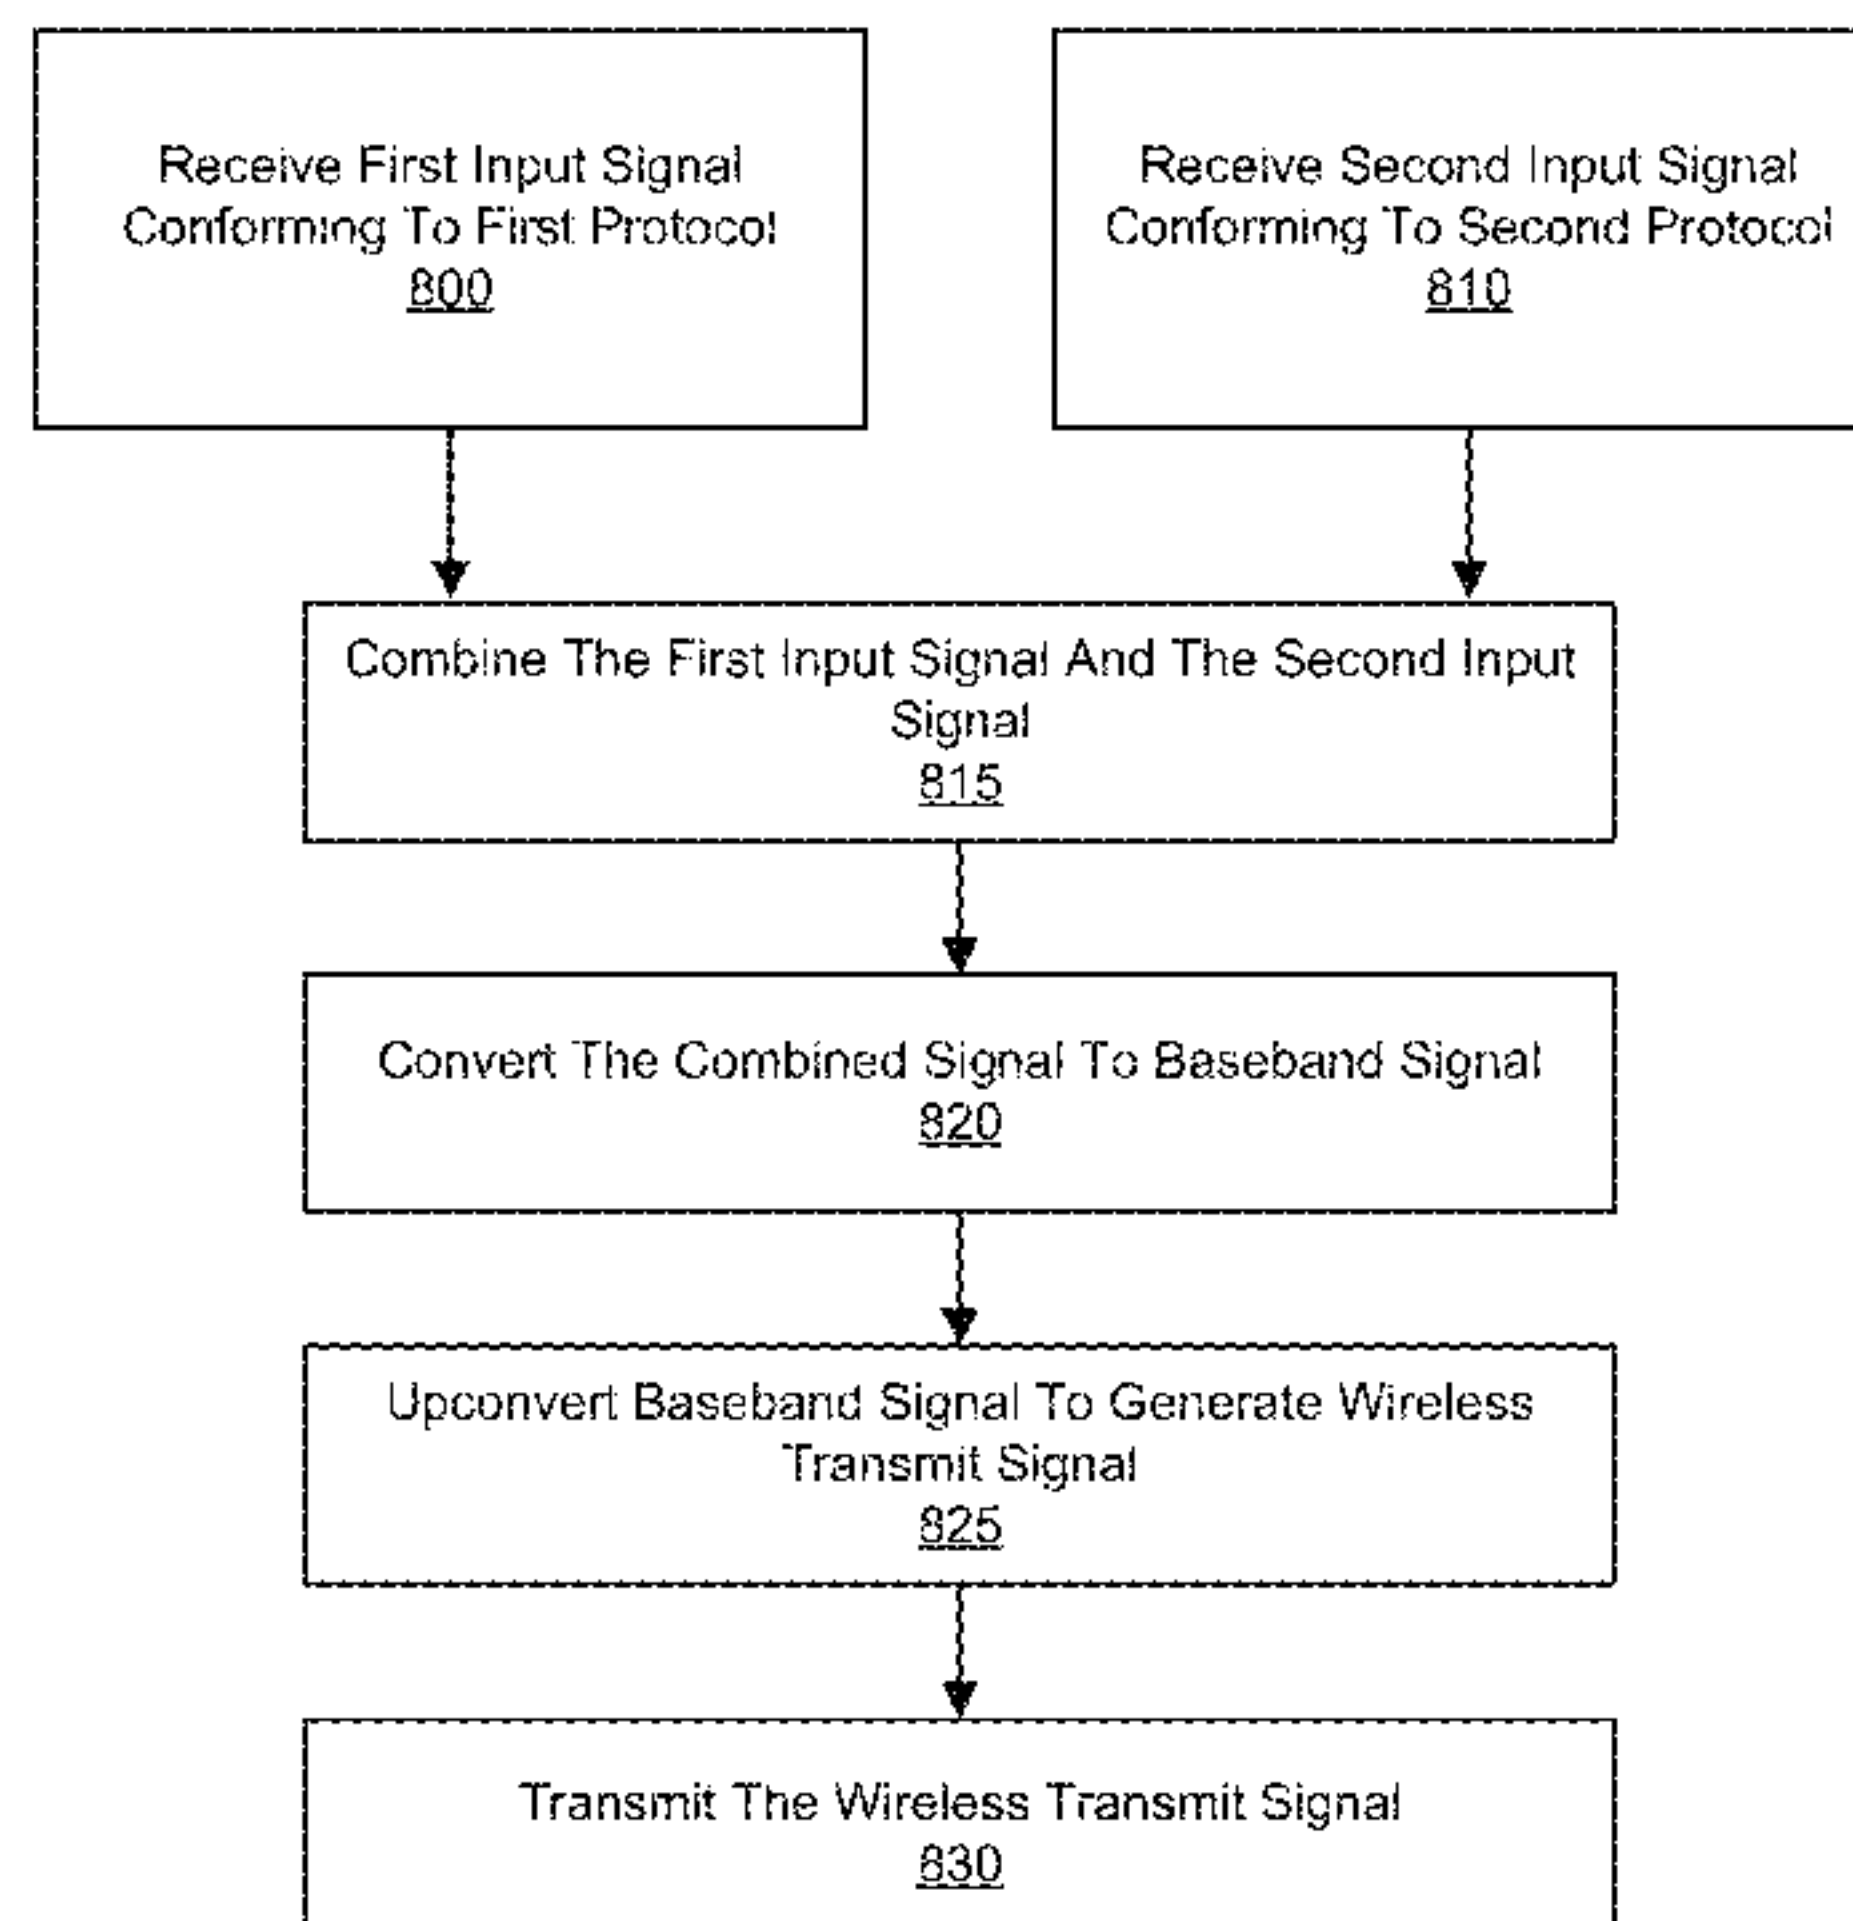 Receive First Input Signal
Conforming To First Protocol
800
Receive Second Input Signal
Conforming To Second Protocol
810
Combine The First Input Signal And The Second Input
Signal
815
Convert The Combined Signal To Baseband Signal
820
Upconvert Baseband Signal To Generate Wireless
Transmit Signal
825
Transmit The Wireless Transmit Signal
830